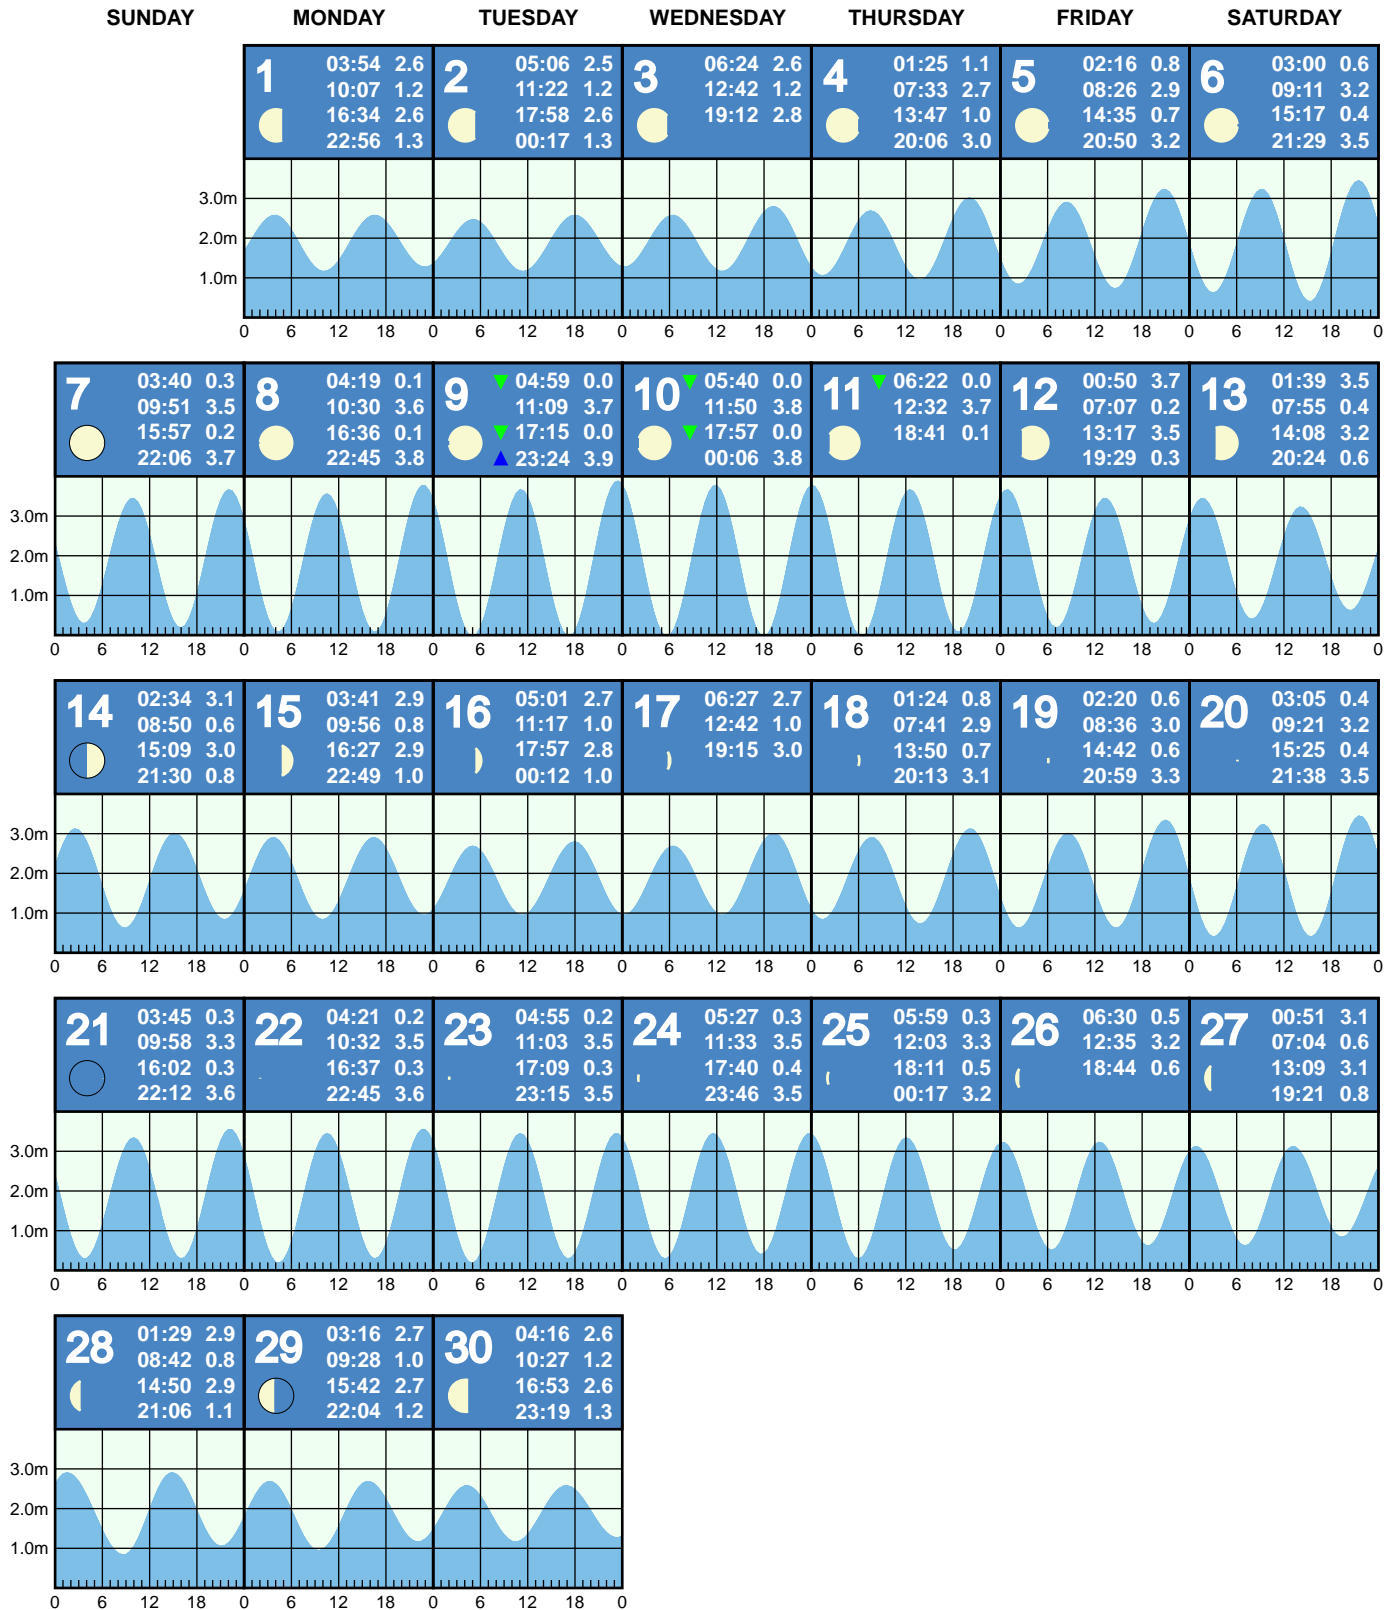 SUNDAY MONDAY TUESDAY WEDNESDAY THURSDAY FRIDAY SATURDAY
1 03:54 2.6 10:07 1.2 16:34 2.6 22:56 1.3
2 05:06 2.5 11:22 1.2 17:58 2.6 00:17 1.3
3 06:24 2.6 12:42 1.2 19:12 2.8
4 01:25 1.1 07:33 2.7 13:47 1.0 20:06 3.0
5 02:16 0.8 08:26 2.9 14:35 0.7 20:50 3.2
6 03:00 0.6 09:11 3.2 15:17 0.4 21:29 3.5
3.0m
2.0m
1.0m
0 6 12 18 0 6 12 18 0 6 12 18 0 6 12 18 0 6 12 18 0 6 12 18 0
7 03:40 0.3 09:51 3.5 15:57 0.2 22:06 3.7
8 04:19 0.1 10:30 3.6 16:36 0.1 22:45 3.8
9 04:59 0.0 11:09 3.7 17:15 0.0 23:24 3.9
10 05:40 0.0 11:50 3.8 17:57 0.0 00:06 3.8
11 06:22 0.0 12:32 3.7 18:41 0.1
12 00:50 3.7 07:07 0.2 13:17 3.5 19:29 0.3
13 01:39 3.5 07:55 0.4 14:08 3.2 20:24 0.6
3.0m
2.0m
1.0m
0 6 12 18 0 6 12 18 0 6 12 18 0 6 12 18 0 6 12 18 0 6 12 18 0 6 12 18 0
14 02:34 3.1 08:50 0.6 15:09 3.0 21:30 0.8
15 03:41 2.9 09:56 0.8 16:27 2.9 22:49 1.0
16 05:01 2.7 11:17 1.0 17:57 2.8 00:12 1.0
17 06:27 2.7 12:42 1.0 19:15 3.0
18 01:24 0.8 07:41 2.9 13:50 0.7 20:13 3.1
19 02:20 0.6 08:36 3.0 14:42 0.6 20:59 3.3
20 03:05 0.4 09:21 3.2 15:25 0.4 21:38 3.5
3.0m
2.0m
1.0m
0 6 12 18 0 6 12 18 0 6 12 18 0 6 12 18 0 6 12 18 0 6 12 18 0 6 12 18 0
21 03:45 0.3 09:58 3.3 16:02 0.3 22:12 3.6
22 04:21 0.2 10:32 3.5 16:37 0.3 22:45 3.6
23 04:55 0.2 11:03 3.5 17:09 0.3 23:15 3.5
24 05:27 0.3 11:33 3.5 17:40 0.4 23:46 3.5
25 05:59 0.3 12:03 3.3 18:11 0.5 00:17 3.2
26 06:30 0.5 12:35 3.2 18:44 0.6
27 00:51 3.1 07:04 0.6 13:09 3.1 19:21 0.8
3.0m
2.0m
1.0m
0 6 12 18 0 6 12 18 0 6 12 18 0 6 12 18 0 6 12 18 0 6 12 18 0 6 12 18 0
28 01:29 2.9 08:42 0.8 14:50 2.9 21:06 1.1
29 03:16 2.7 09:28 1.0 15:42 2.7 22:04 1.2
30 04:16 2.6 10:27 1.2 16:53 2.6 23:19 1.3
3.0m
2.0m
1.0m
0 6 12 18 0 6 12 18 0 6 12 18 0